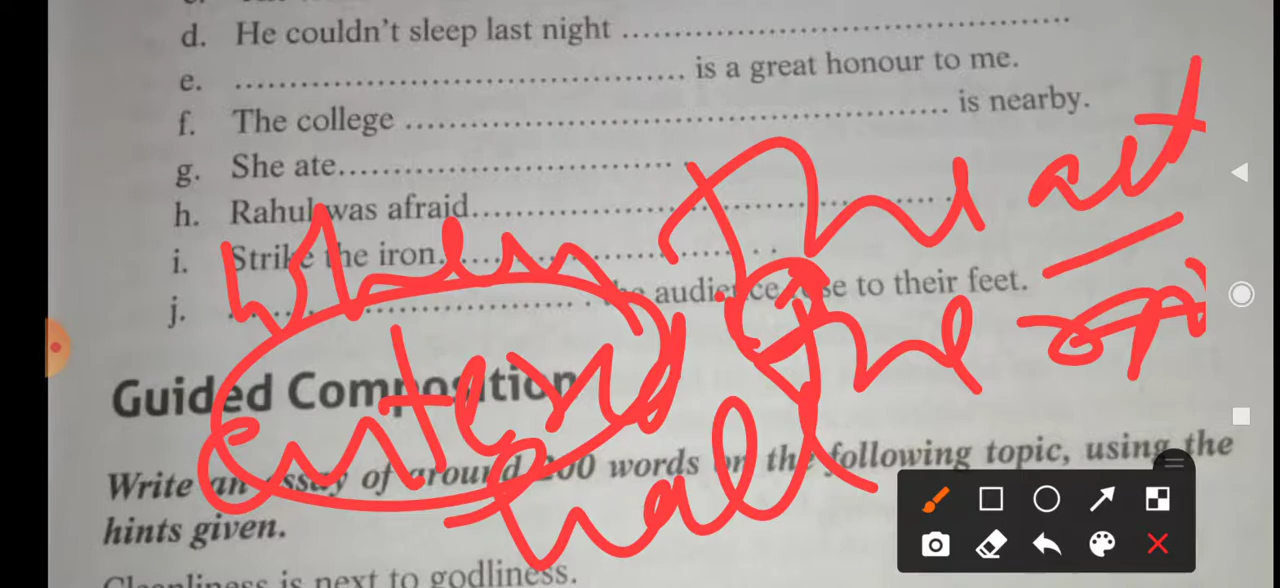 d. He couldn't sleep last night ..........................................
e. .......................................... is a great honour to me.
f. The college .................................................... is nearby.
g. She ate...............................
h. Rahul was afraid..........................................
i. Strike the iron...............................
j. ............................... audience rose to their feet.
When The
entered the
hall
Guided Composition
Write an essay of around 200 words on the following topic, using the
hints given.
Cleanliness is next to godliness.